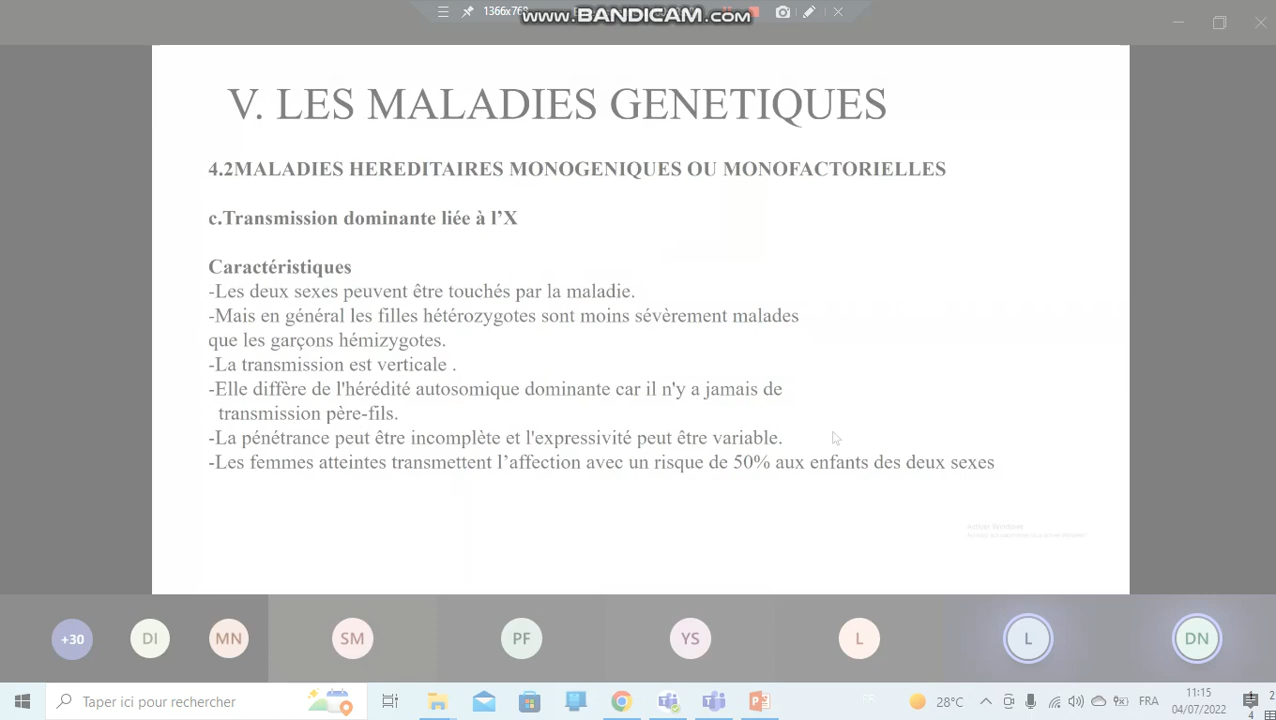 1366x768
www.BANDICAM.com
V. LES MALADIES GENETIQUES
4.2MALADIES HEREDITAIRES MONOGENIQUES OU MONOFACTORIELLES
c.Transmission dominante liée à l’X
Caractéristiques
-Les deux sexes peuvent être touchés par la maladie.
-Mais en général les filles hétérozygotes sont moins sévèrement malades
que les garçons hémizygotes.
-La transmission est verticale .
-Elle diffère de l'hérédité autosomique dominante car il n'y a jamais de
transmission père-fils.
-La pénétrance peut être incomplète et l'expressivité peut être variable.
-Les femmes atteintes transmettent l’affection avec un risque de 50% aux enfants des deux sexes
Activer Windows
+30 DI MN SM PF YS L L DN
Taper ici pour rechercher
28°C
FRA
11:15
04/07/2022